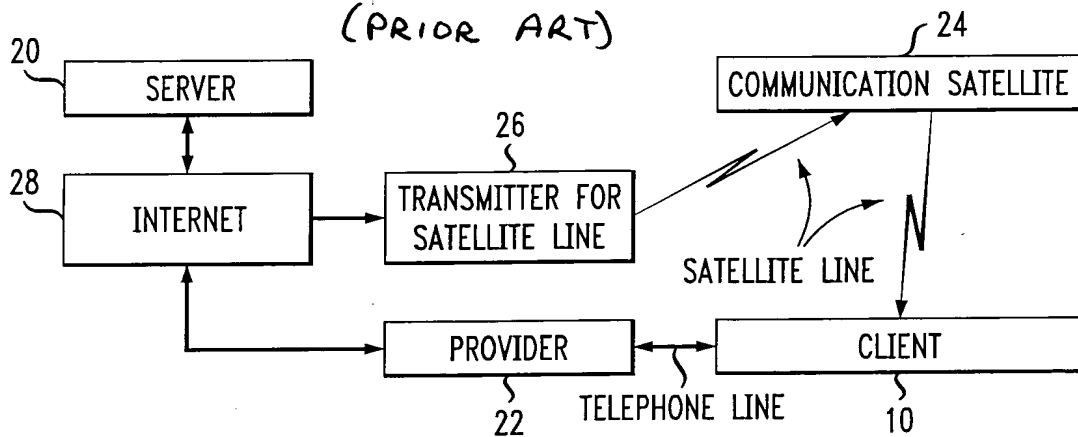 (PRIOR ART)
20
SERVER
24
COMMUNICATION SATELLITE
28
INTERNET
26
TRANSMITTER FOR
SATELLITE LINE
SATELLITE LINE
PROVIDER
22
TELEPHONE LINE
CLIENT
10